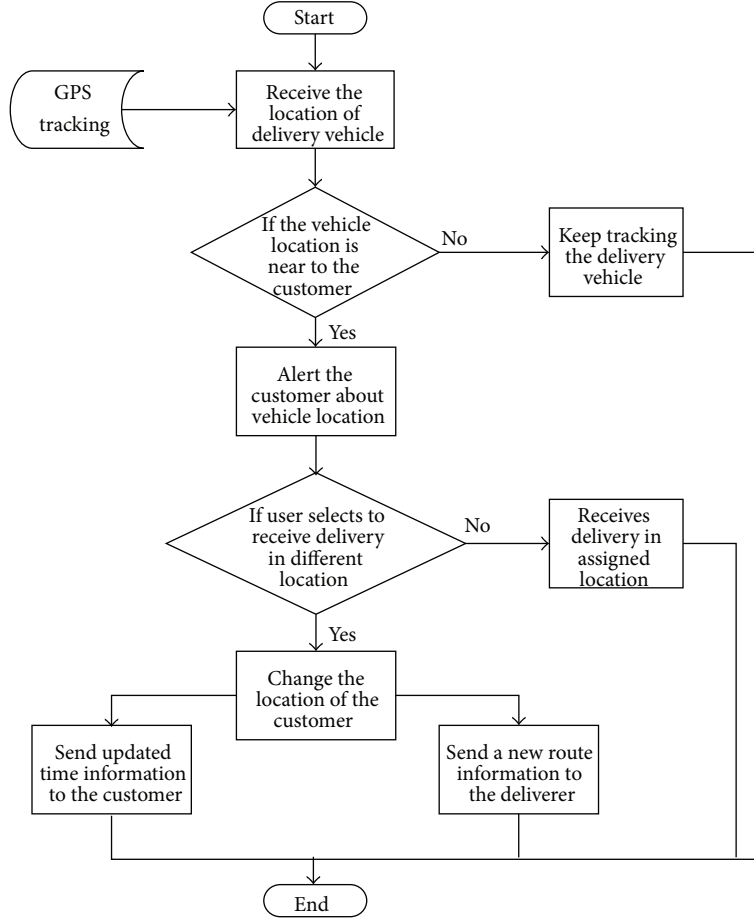 Start
GPS
tracking
Receive the
location of
delivery vehicle
If the vehicle
location is
near to the
customer
No
Keep tracking
the delivery
vehicle
Yes
Alert the
customer about
vehicle location
If user selects to
receive delivery
in different
location
No
Receives
delivery in
assigned
location
Yes
Change the
location of the
customer
Send updated
time information
to the customer
Send a new route
information to
the deliverer
End